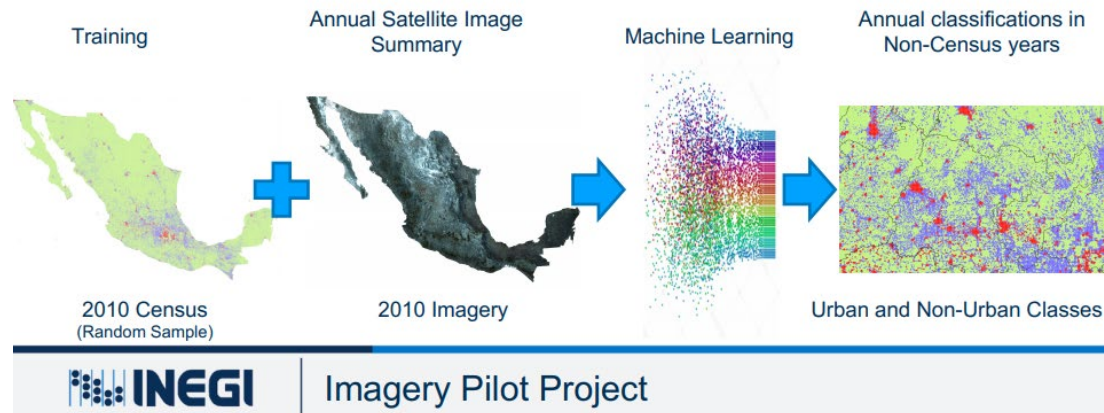 Training
Annual Satellite Image
Summary
Machine Learning
Annual classifications in
Non-Census years
2010 Census
(Random Sample)
2010 Imagery
Urban and Non-Urban Classes
INEGI
Imagery Pilot Project